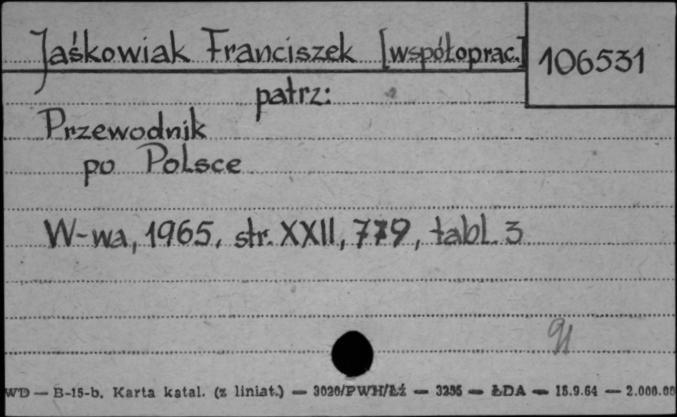 Jaśkowiak Franciszek [współoprac.] 106531
patrz:
Przewodnik
po Polsce
W-wa, 1965, str. XXII, 779, tabl. 3
91
WD — B-15-b. Karta katal. (z liniat.) — 3020/PWH/Łź — 3235 — ŁDA — 15.9.64 — 2.000.00